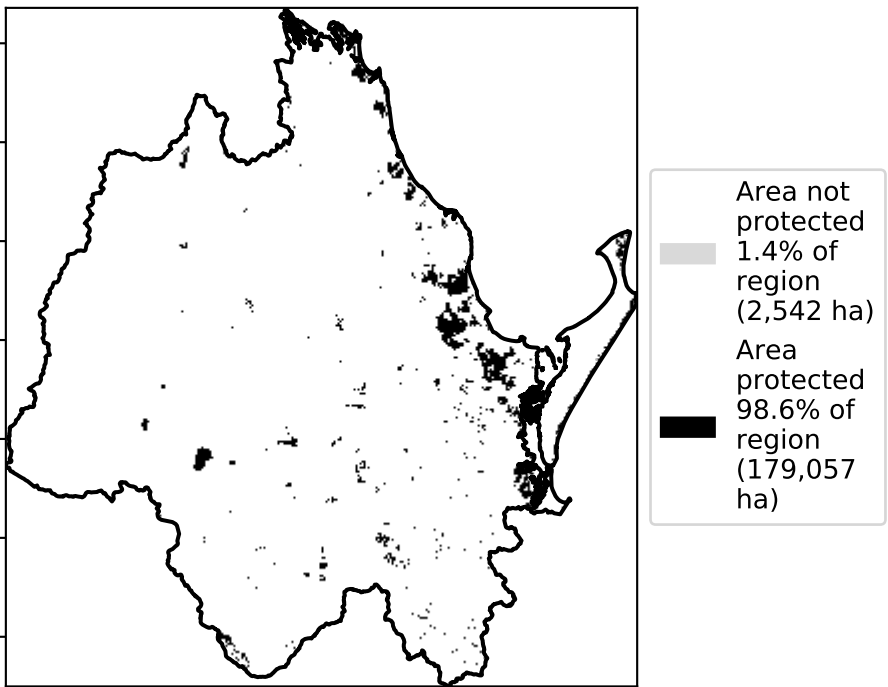 Area not
protected
1.4% of
region
(2,542 ha)
Area
protected
98.6% of
region
(179,057
ha)